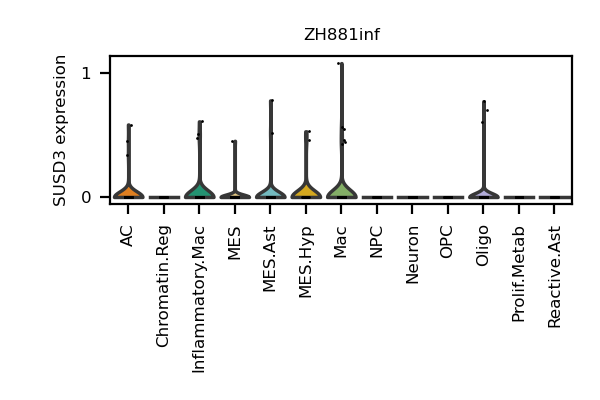 ZH881inf
SUSD3 expression
1
0
AC
Chromatin.Reg
Inflammatory.Mac
MES
MES.Ast
MES.Hyp
Mac
NPC
Neuron
OPC
Oligo
Prolif.Metab
Reactive.Ast